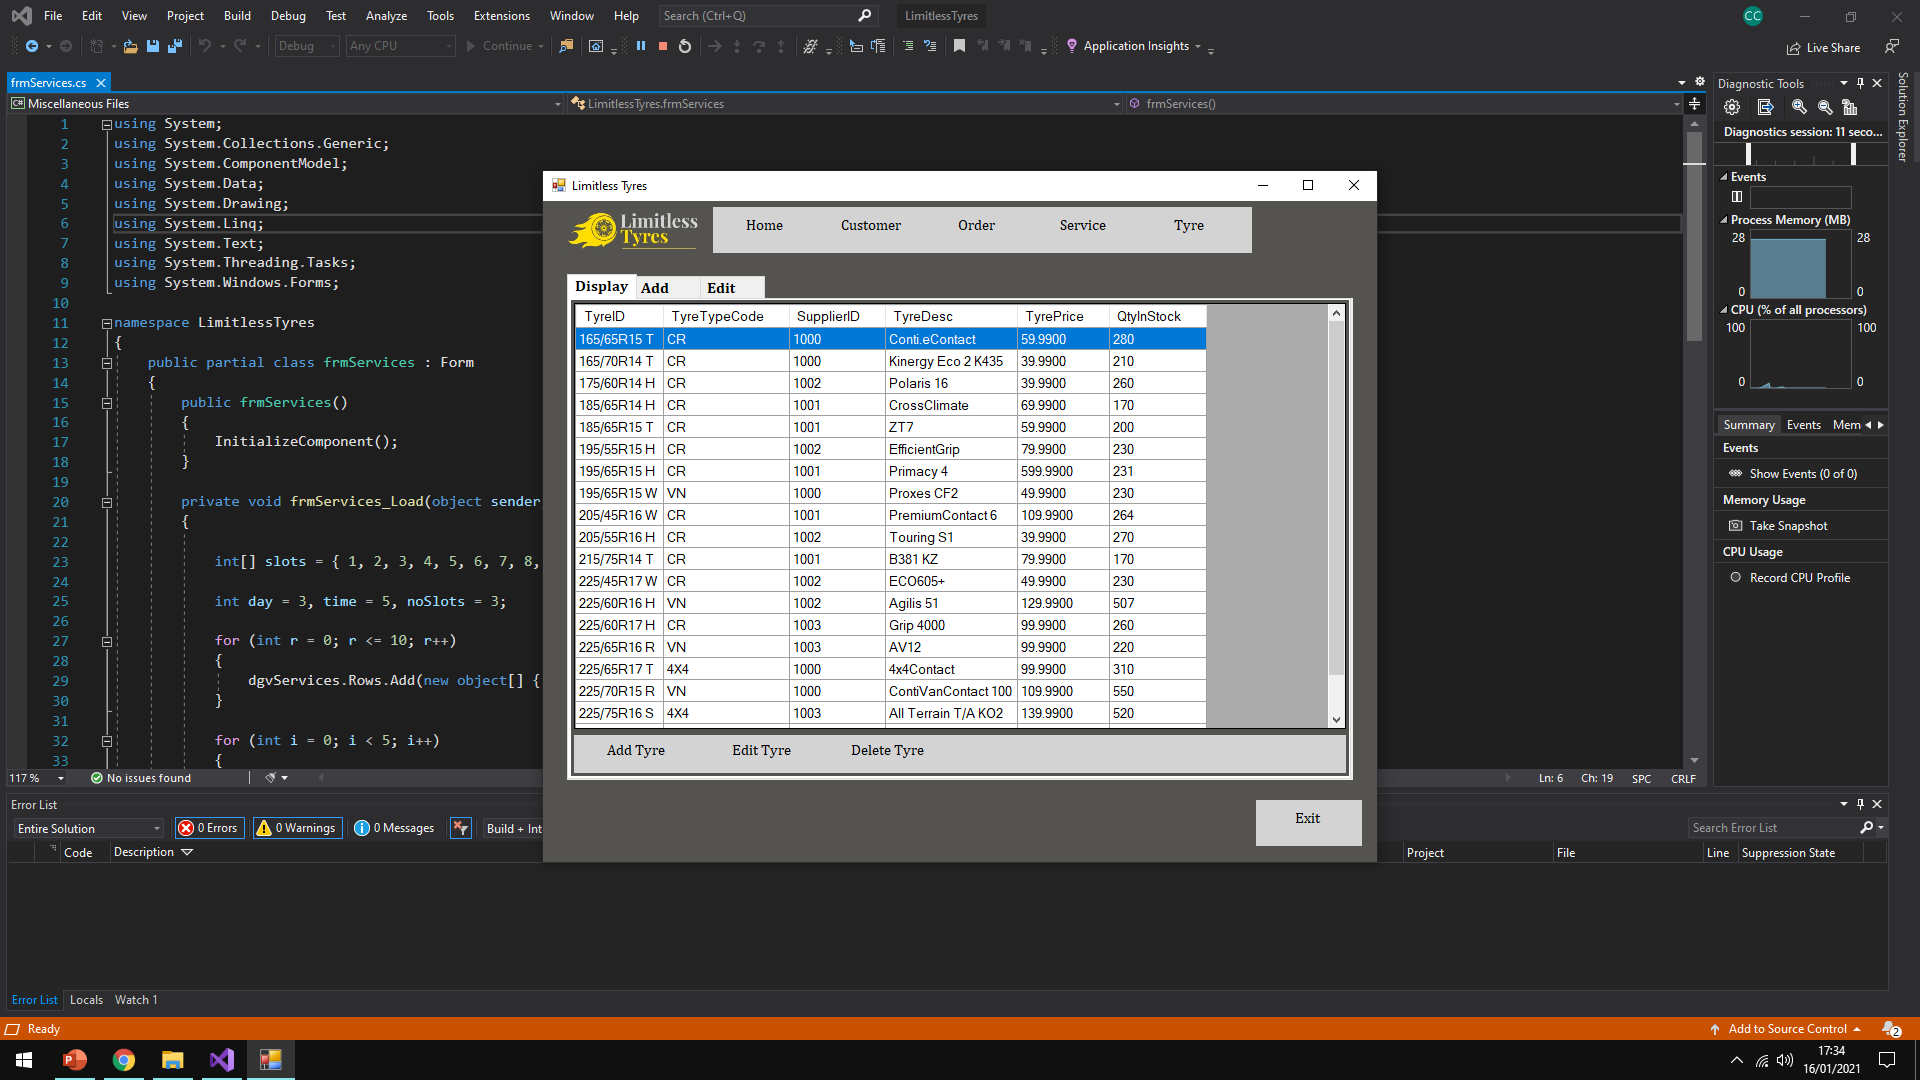 File Edit View Project Build Debug Test Analyze Tools Extensions Window Help Search (Ctrl+Q) LimitlessTyres CC
Debug Any CPU Continue Application Insights Live Share
frmServices.cs
Miscellaneous Files LimitlessTyres.frmServices frmServices()
1 using System;
2 using System.Collections.Generic;
3 using System.ComponentModel;
4 using System.Data;
5 using System.Drawing;
6 using System.Linq;
7 using System.Text;
8 using System.Threading.Tasks;
9 using System.Windows.Forms;
10
11 namespace LimitlessTyres
12 {
13 public partial class frmServices : Form
14 {
15 public frmServices()
16 {
17 InitializeComponent();
18 }
19
20 private void frmServices_Load(object sender
21 {
22
23 int[] slots = { 1, 2, 3, 4, 5, 6, 7, 8,
24
25 int day = 3, time = 5, noSlots = 3;
26
27 for (int r = 0; r <= 10; r++)
28 {
29 dgvServices.Rows.Add(new object[] {
30 }
31
32 for (int i = 0; i < 5; i++)
33 {
117 % No issues found Ln: 6 Ch: 19 SPC CRLF
Limitless Tyres
Limitless
Tyres
Home Customer Order Service Tyre
Display Add Edit
TyreID TyreTypeCode SupplierID TyreDesc TyrePrice QtyInStock
165/65R15 T CR 1000 Conti.eContact 59.9900 280
165/70R14 T CR 1000 Kinergy Eco 2 K435 39.9900 210
175/60R14 H CR 1002 Polaris 16 39.9900 260
185/65R14 H CR 1001 CrossClimate 69.9900 170
185/65R15 T CR 1001 ZT7 59.9900 200
195/55R15 H CR 1002 EfficientGrip 79.9900 230
195/65R15 H CR 1001 Primacy 4 599.9900 231
195/65R15 W VN 1000 Proxes CF2 49.9900 230
205/45R16 W CR 1001 PremiumContact 6 109.9900 264
205/55R16 H CR 1002 Touring S1 39.9900 270
215/75R14 T CR 1001 B381 KZ 79.9900 170
225/45R17 W CR 1002 ECO605+ 49.9900 230
225/60R16 H VN 1002 Agilis 51 129.9900 507
225/60R17 H CR 1003 Grip 4000 99.9900 260
225/65R16 R VN 1003 AV12 99.9900 220
225/65R17 T 4X4 1000 4x4Contact 99.9900 310
225/70R15 R VN 1000 ContiVanContact 100 109.9900 550
225/75R16 S 4X4 1003 All Terrain T/A KO2 139.9900 520
Add Tyre Edit Tyre Delete Tyre
Exit
Diagnostic Tools
Diagnostics session: 11 seco...
Events
Process Memory (MB)
28 28
0 0
CPU (% of all processors)
100 100
0 0
Summary Events Mem
Events
Show Events (0 of 0)
Memory Usage
Take Snapshot
CPU Usage
Record CPU Profile
Solution Explorer
Error List
Entire Solution 0 Errors 0 Warnings 0 Messages Build + Int Search Error List
Code Description Project File Line Suppression State
Error List Locals Watch 1
Ready Add to Source Control 2
17:34
16/01/2021